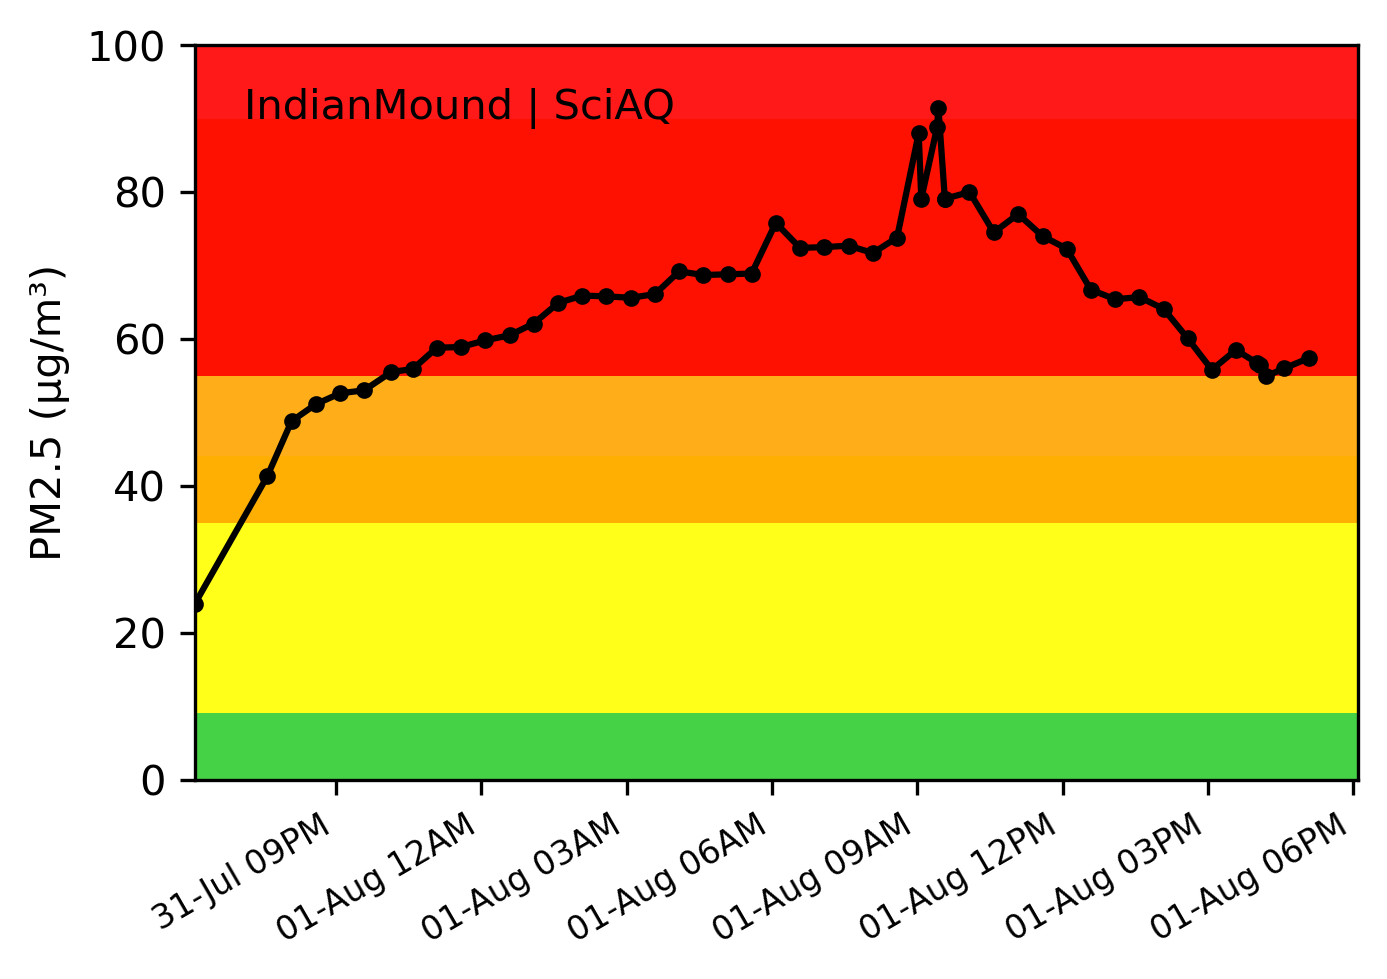 IndianMound | SciAQ
PM2.5 (µg/m³)
100
80
60
40
20
0
31-Jul 09PM
01-Aug 12AM
01-Aug 03AM
01-Aug 06AM
01-Aug 09AM
01-Aug 12PM
01-Aug 03PM
01-Aug 06PM